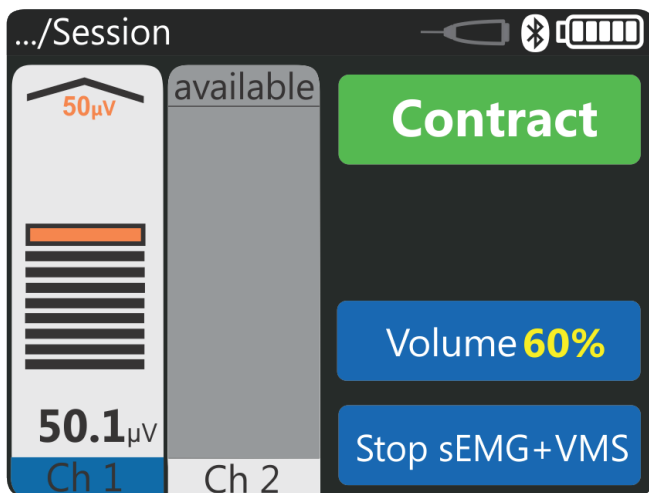 .../Session
50µV
available
Contract
Volume 60%
50.1µV
Stop sEMG+VMS
Ch 1
Ch 2